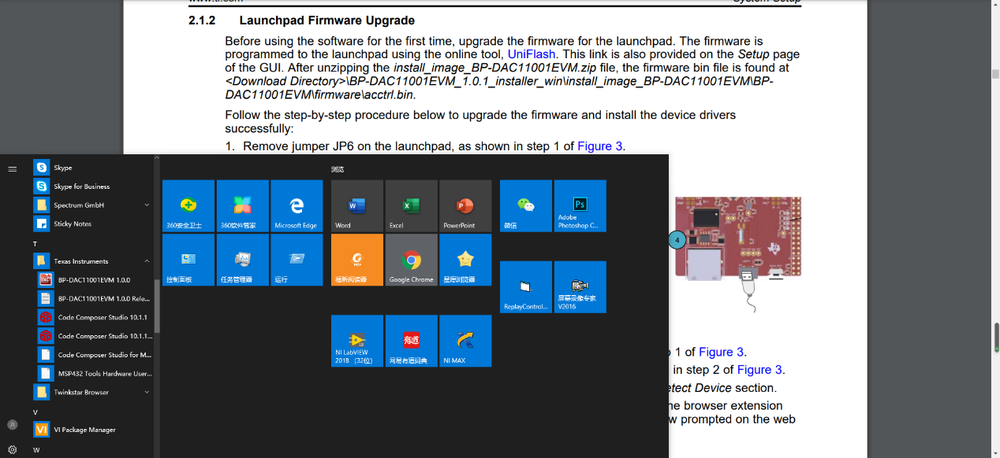 2.1.2 Launchpad Firmware Upgrade
Before using the software for the first time, upgrade the firmware for the launchpad. The firmware is
programmed to the launchpad using the online tool, UniFlash. This link is also provided on the Setup page
of the GUI. After unzipping the install_image_BP-DAC11001EVM.zip file, the firmware bin file is found at
<Download Directory>\BP-DAC11001EVM_1.0.1_installer_win\install_image_BP-DAC11001EVM\BP-
DAC11001EVM\firmware\acctrl.bin.
Follow the step-by-step procedure below to upgrade the firmware and install the device drivers
successfully:
1. Remove jumper JP6 on the launchpad, as shown in step 1 of Figure 3.
Skype
Skype for Business
Spectrum GmbH
Sticky Notes
T
Texas Instruments
BP-DAC11001EVM 1.0.0
BP-DAC11001EVM 1.0.0 Rele...
Code Composer Studio 10.1.1
Code Composer Studio 10.1.1...
Code Composer Studio for M...
MSP432 Tools Hardware User...
Twinkstar Browser
V
VI Package Manager
W
浏览
360安全卫士
360软件管家
Microsoft Edge
Word
Excel
PowerPoint
微信
Adobe
Photoshop C...
控制面板
任务管理器
运行
福昕阅读器
Google Chrome
星愿浏览器
ReplayControl...
屏幕录像专家
V2016
NI LabVIEW
2018 (32位)
有道
网易有道词典
NI MAX
4
1 of Figure 3.
in step 2 of Figure 3.
Device section.
browser extension
prompted on the web